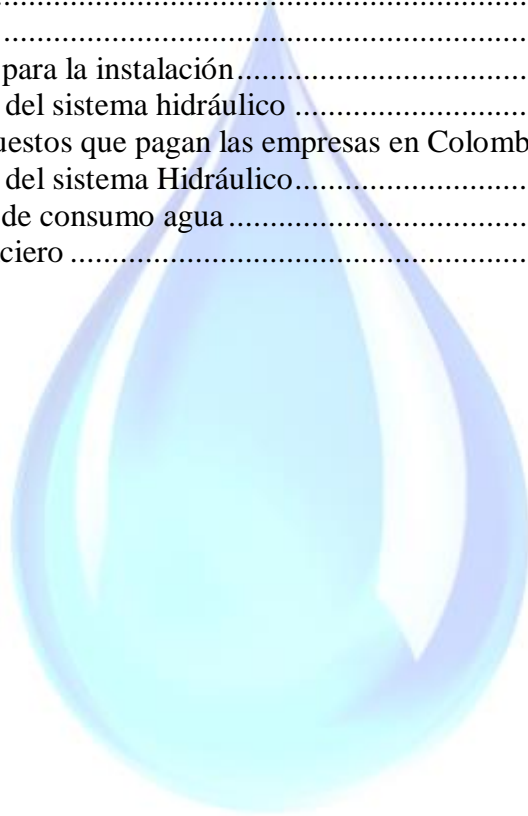 ................................................
................................................
para la instalación..............................
del sistema hidráulico ..........................
uestos que pagan las empresas en Colomb
del sistema Hidráulico...........................
de consumo agua..................................
ciero ...........................................